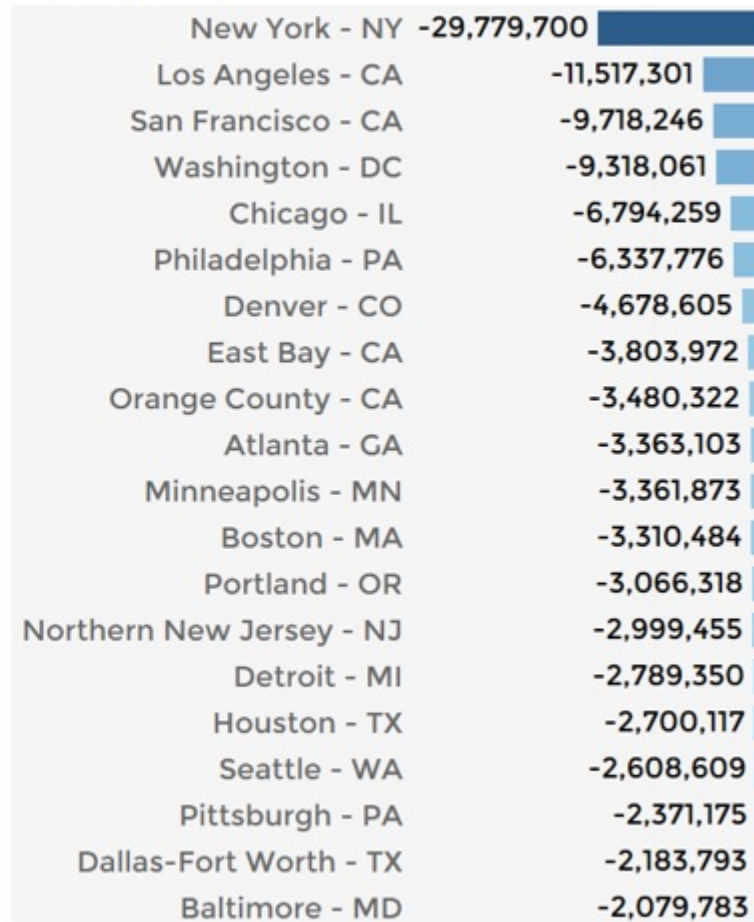 New York - NY -29,779,700
Los Angeles - CA -11,517,301
San Francisco - CA -9,718,246
Washington - DC -9,318,061
Chicago - IL -6,794,259
Philadelphia - PA -6,337,776
Denver - CO -4,678,605
East Bay - CA -3,803,972
Orange County - CA -3,480,322
Atlanta - GA -3,363,103
Minneapolis - MN -3,361,873
Boston - MA -3,310,484
Portland - OR -3,066,318
Northern New Jersey - NJ -2,999,455
Detroit - MI -2,789,350
Houston - TX -2,700,117
Seattle - WA -2,608,609
Pittsburgh - PA -2,371,175
Dallas-Fort Worth - TX -2,183,793
Baltimore - MD -2,079,783